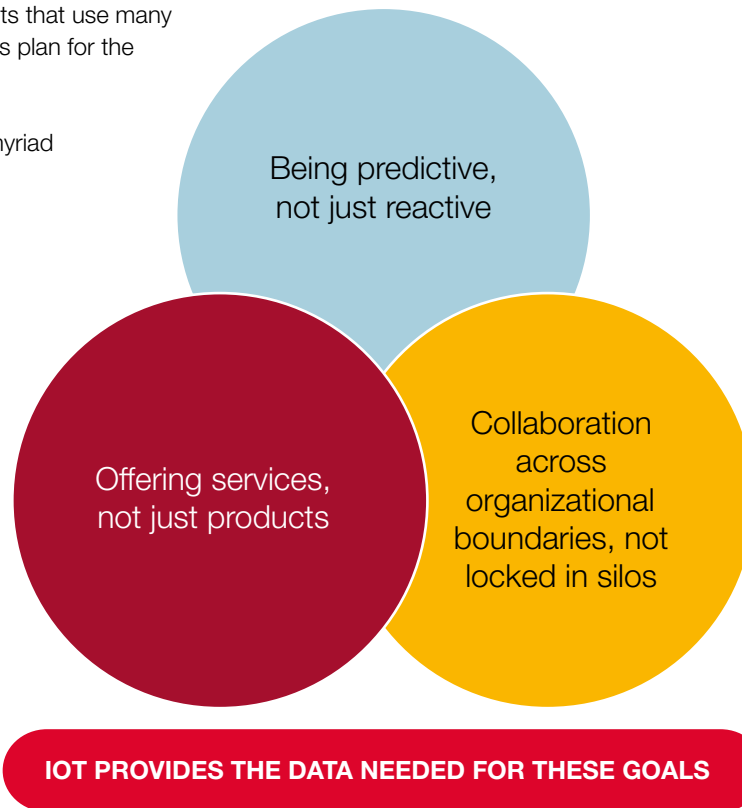 ts that use many
s plan for the
nyriad
Being predictive,
not just reactive
Offering services,
not just products
Collaboration
across
organizational
boundaries, not
locked in silos
IOT PROVIDES THE DATA NEEDED FOR THESE GOALS